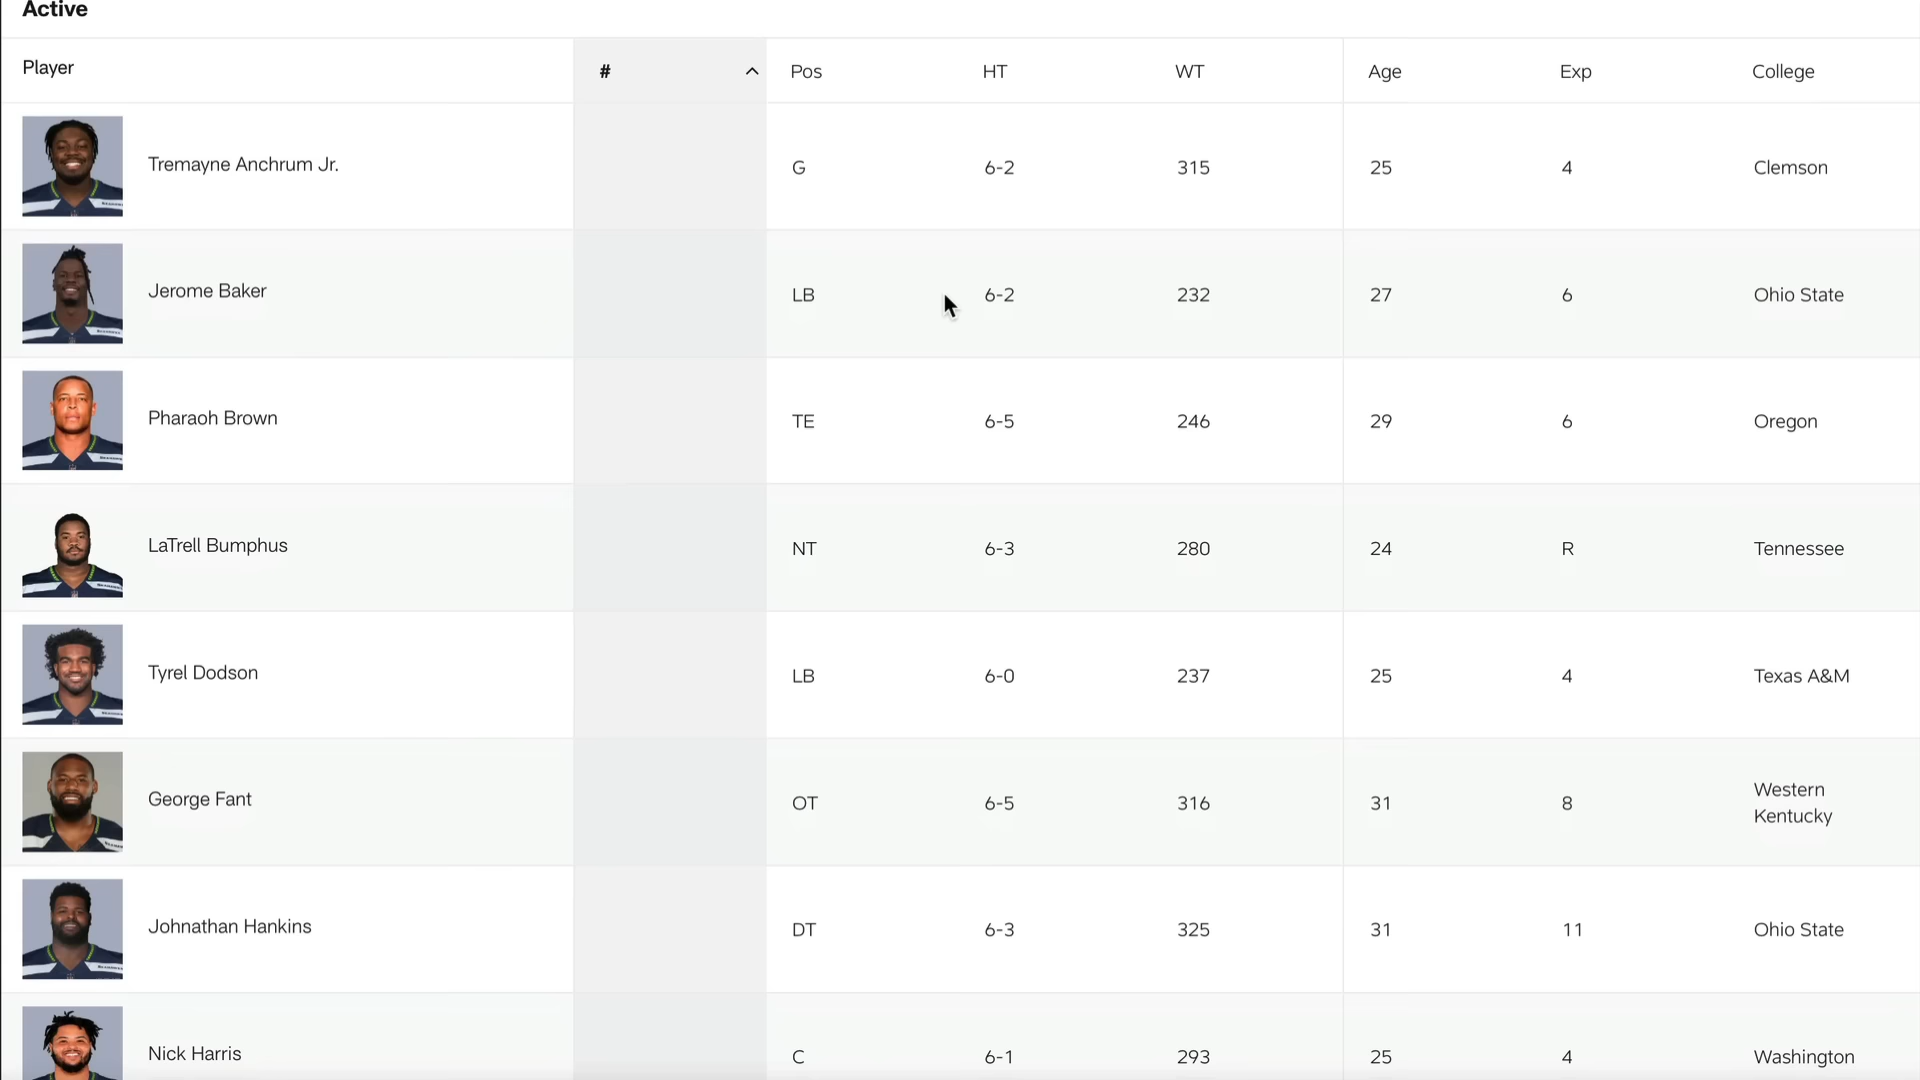 Active
Player # Pos HT WT Age Exp College
Tremayne Anchrum Jr. G 6-2 315 25 4 Clemson
Jerome Baker LB 6-2 232 27 6 Ohio State
Pharaoh Brown TE 6-5 246 29 6 Oregon
LaTrell Bumphus NT 6-3 280 24 R Tennessee
Tyrel Dodson LB 6-0 237 25 4 Texas A&M
George Fant OT 6-5 316 31 8 Western
Kentucky
Johnathan Hankins DT 6-3 325 31 11 Ohio State
Nick Harris C 6-1 293 25 4 Washington